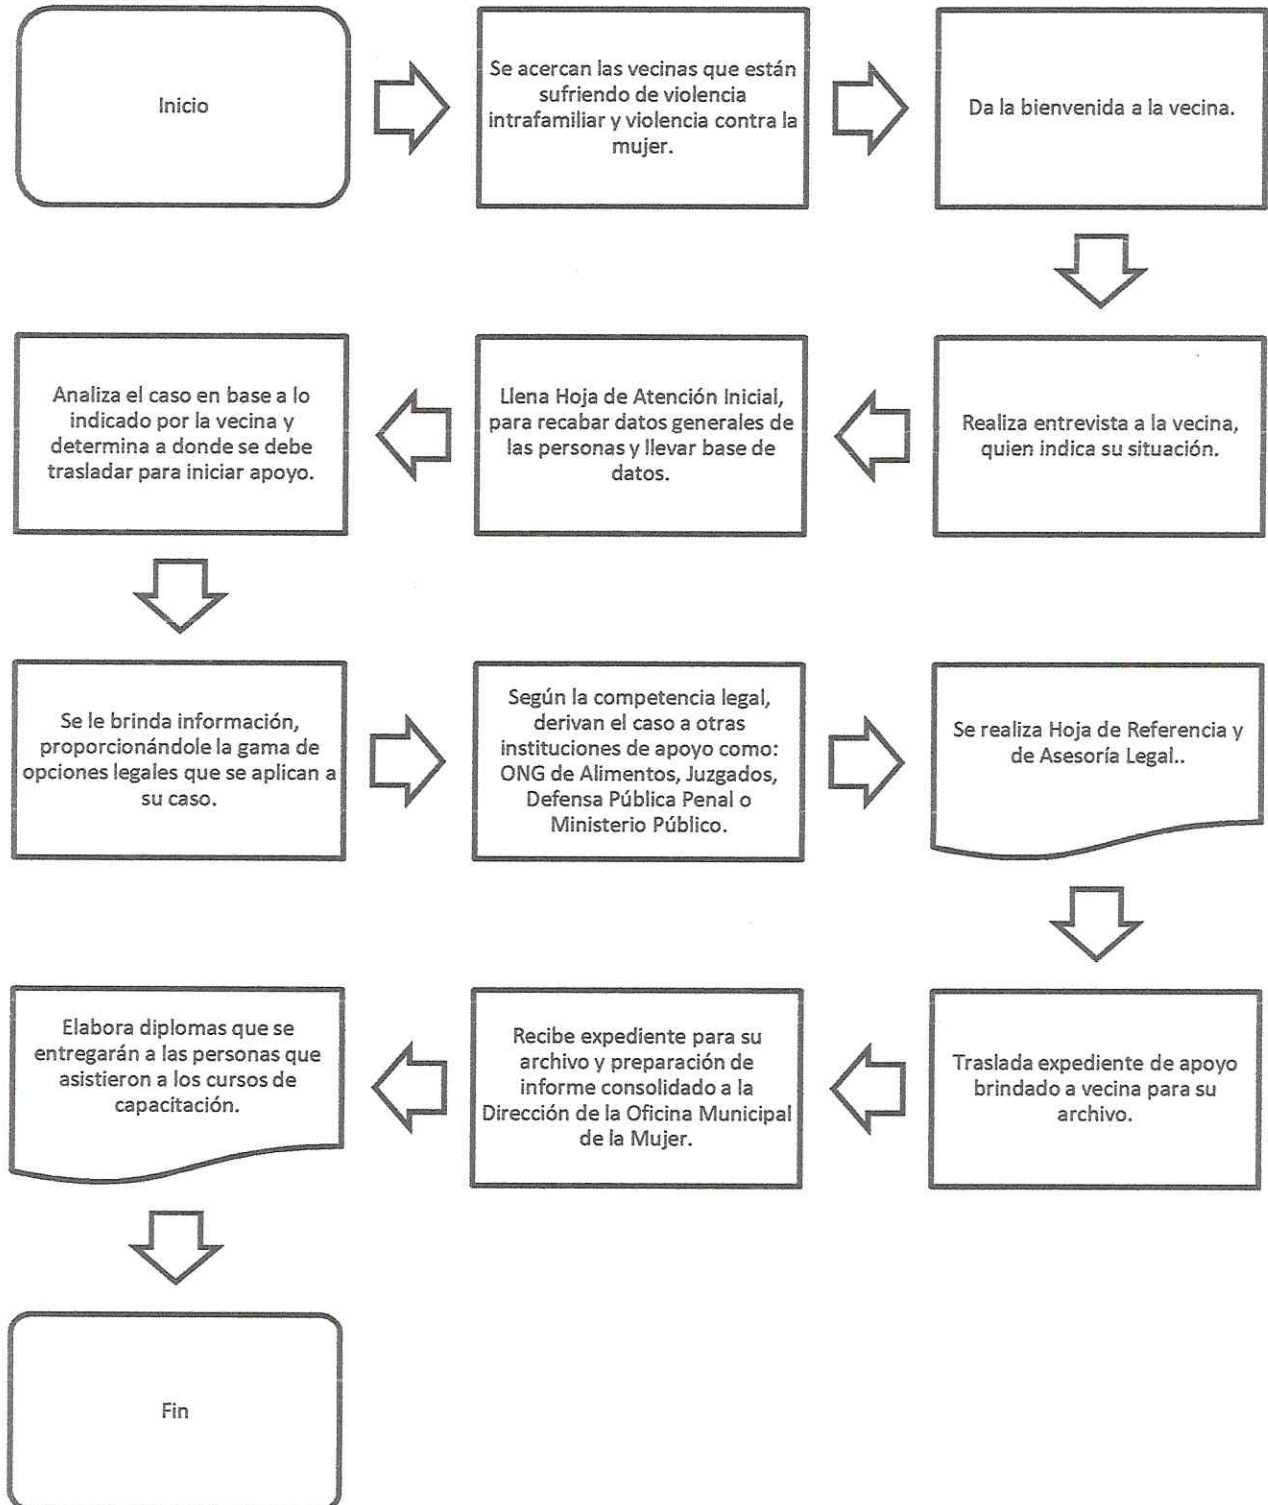 Inicio
Se acercan las vecinas que están
sufriendo de violencia
intrafamiliar y violencia contra la
mujer.
Da la bienvenida a la vecina.
Realiza entrevista a la vecina,
quien indica su situación.
Llena Hoja de Atención Inicial,
para recabar datos generales de
las personas y llevar base de
datos.
Analiza el caso en base a lo
indicado por la vecina y
determina a donde se debe
trasladar para iniciar apoyo.
Se le brinda información,
proporcionándole la gama de
opciones legales que se aplican a
su caso.
Según la competencia legal,
derivan el caso a otras
instituciones de apoyo como:
ONG de Alimentos, Juzgados,
Defensa Pública Penal o
Ministerio Público.
Se realiza Hoja de Referencia y
de Asesoría Legal..
Traslada expediente de apoyo
brindado a vecina para su
archivo.
Recibe expediente para su
archivo y preparación de
informe consolidado a la
Dirección de la Oficina Municipal
de la Mujer.
Elabora diplomas que se
entregarán a las personas que
asistieron a los cursos de
capacitación.
Fin